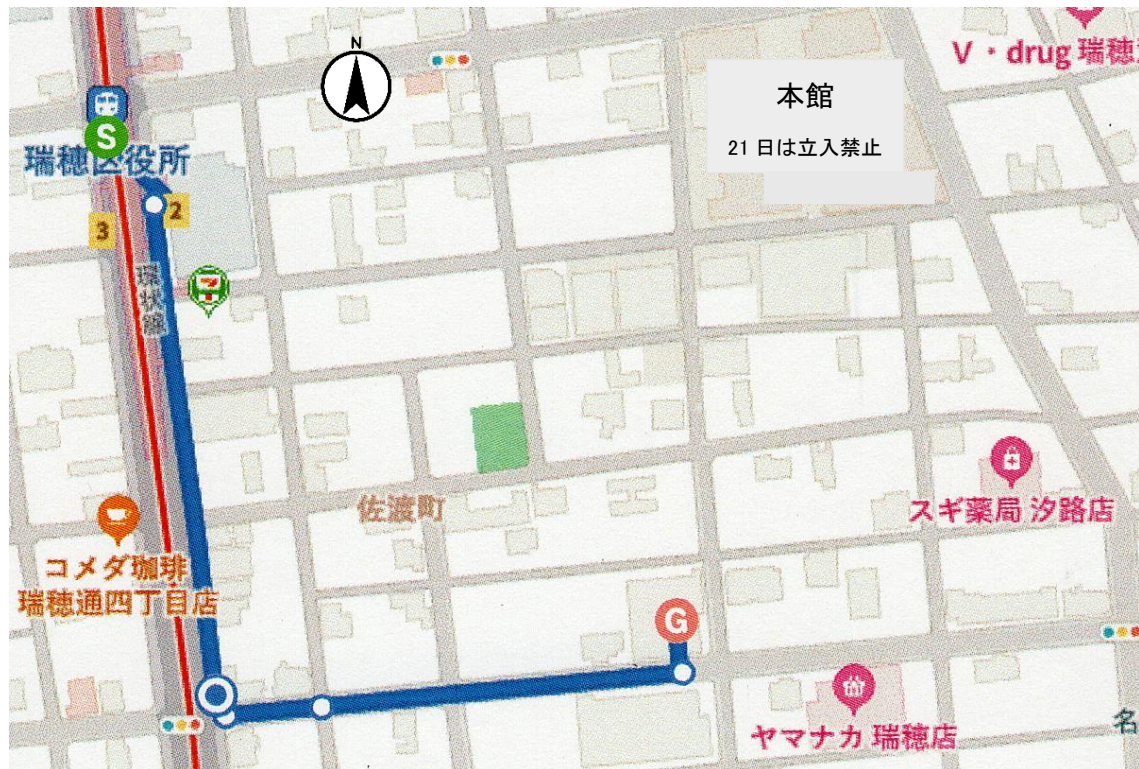 N
V・drug 瑞穂
本館
21 日は立入禁止
S
瑞穂区役所
2
3
環状線
佐渡町
スギ薬局 汐路店
コメダ珈琲
瑞穂通四丁目店
G
ヤマナカ 瑞穂店
名